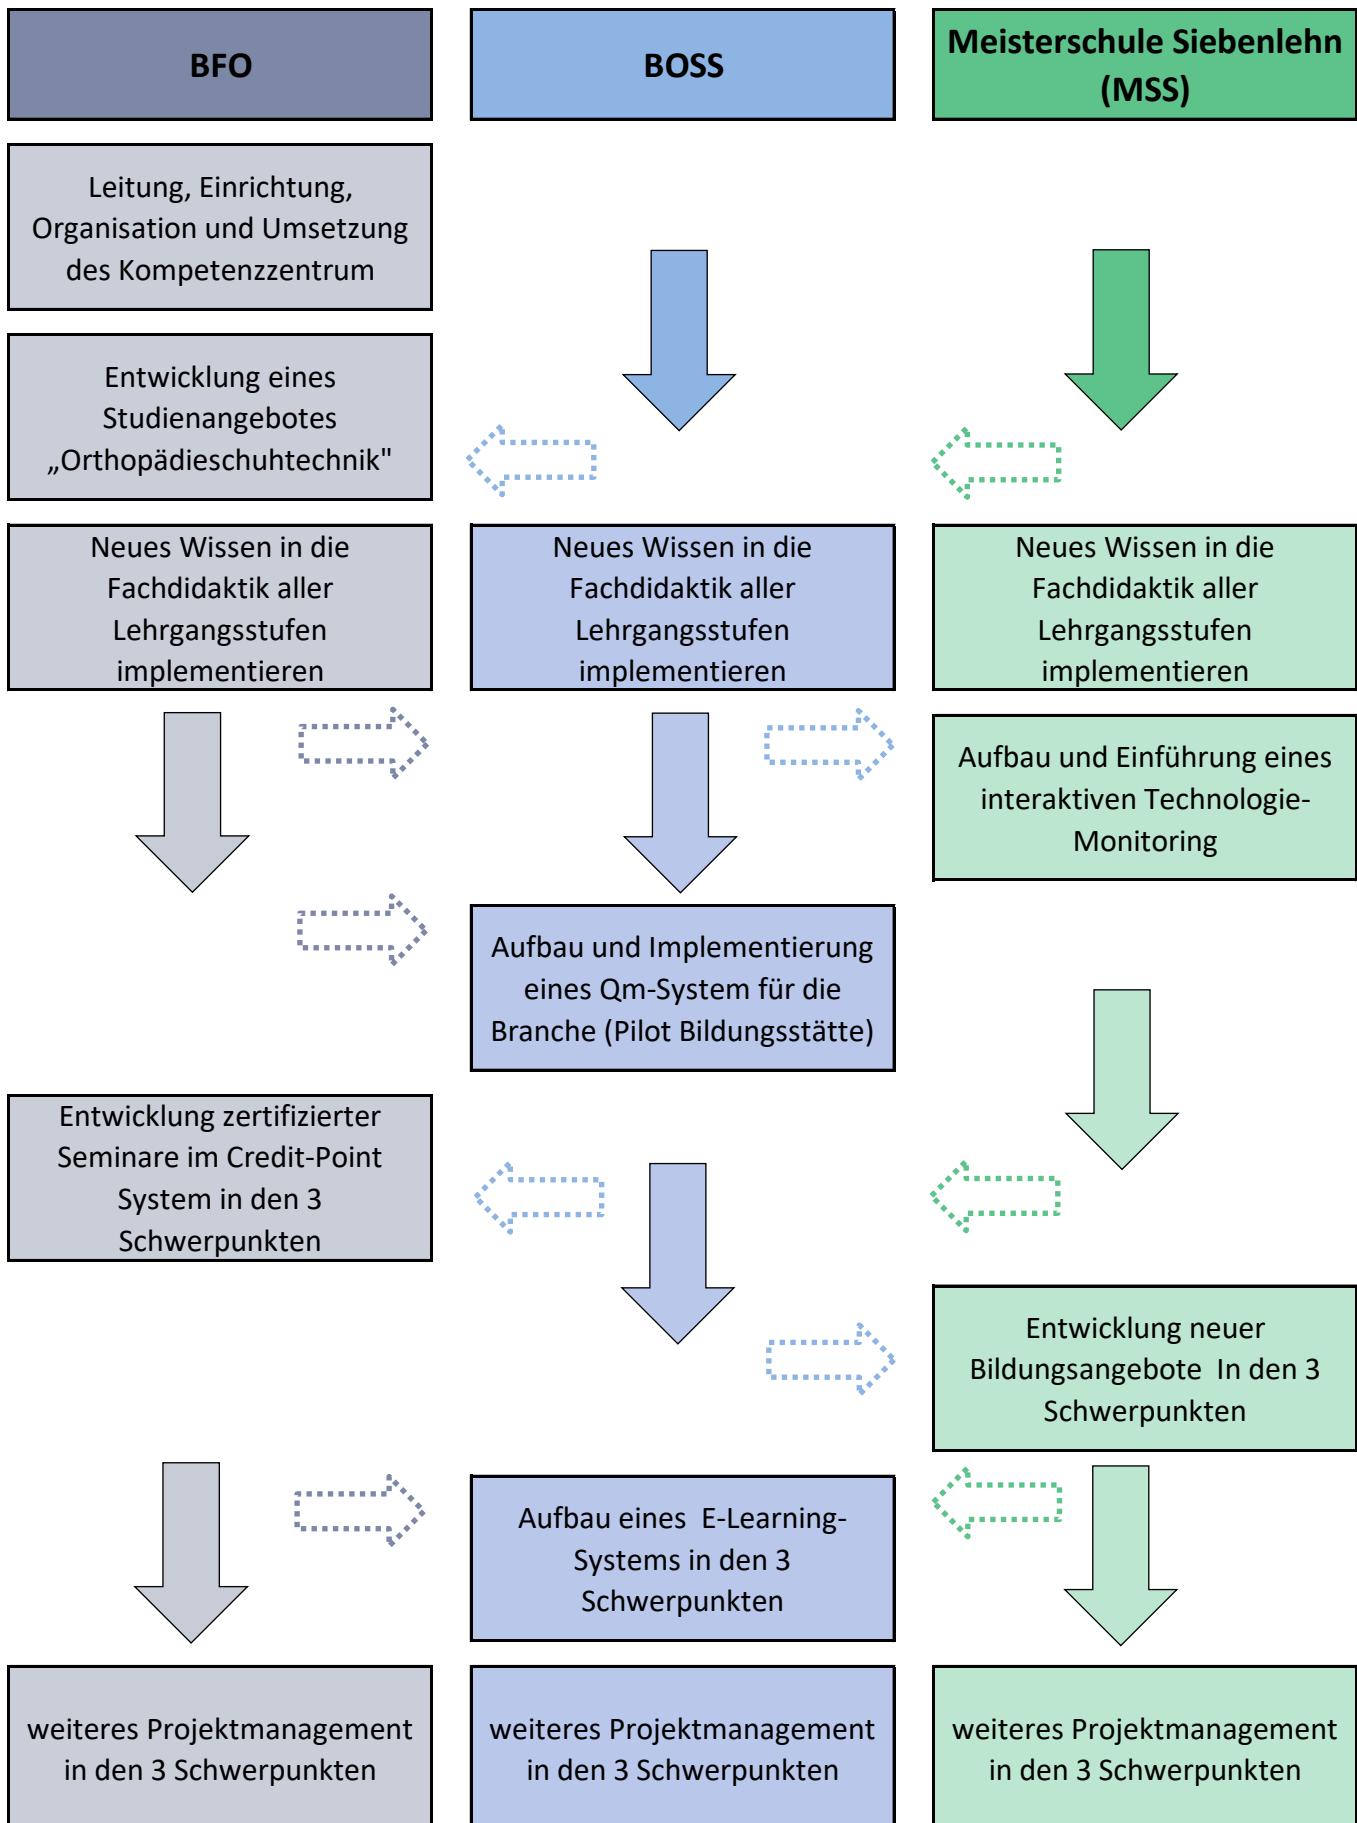 BFO
BOSS
Meisterschule Siebenlehn
(MSS)
Leitung, Einrichtung,
Organisation und Umsetzung
des Kompetenzzentrum
Entwicklung eines
Studienangebotes
„Orthopädieschuhtechnik"
Neues Wissen in die
Fachdidaktik aller
Lehrgangsstufen
implementieren
Neues Wissen in die
Fachdidaktik aller
Lehrgangsstufen
implementieren
Neues Wissen in die
Fachdidaktik aller
Lehrgangsstufen
implementieren
Aufbau und Einführung eines
interaktiven Technologie-
Monitoring
Aufbau und Implementierung
eines Qm-System für die
Branche (Pilot Bildungsstätte)
Entwicklung zertifizierter
Seminare im Credit-Point
System in den 3
Schwerpunkten
Entwicklung neuer
Bildungsangebote  In den 3
Schwerpunkten
Aufbau eines  E-Learning-
Systems in den 3
Schwerpunkten
weiteres Projektmanagement
in den 3 Schwerpunkten
weiteres Projektmanagement
in den 3 Schwerpunkten
weiteres Projektmanagement
in den 3 Schwerpunkten